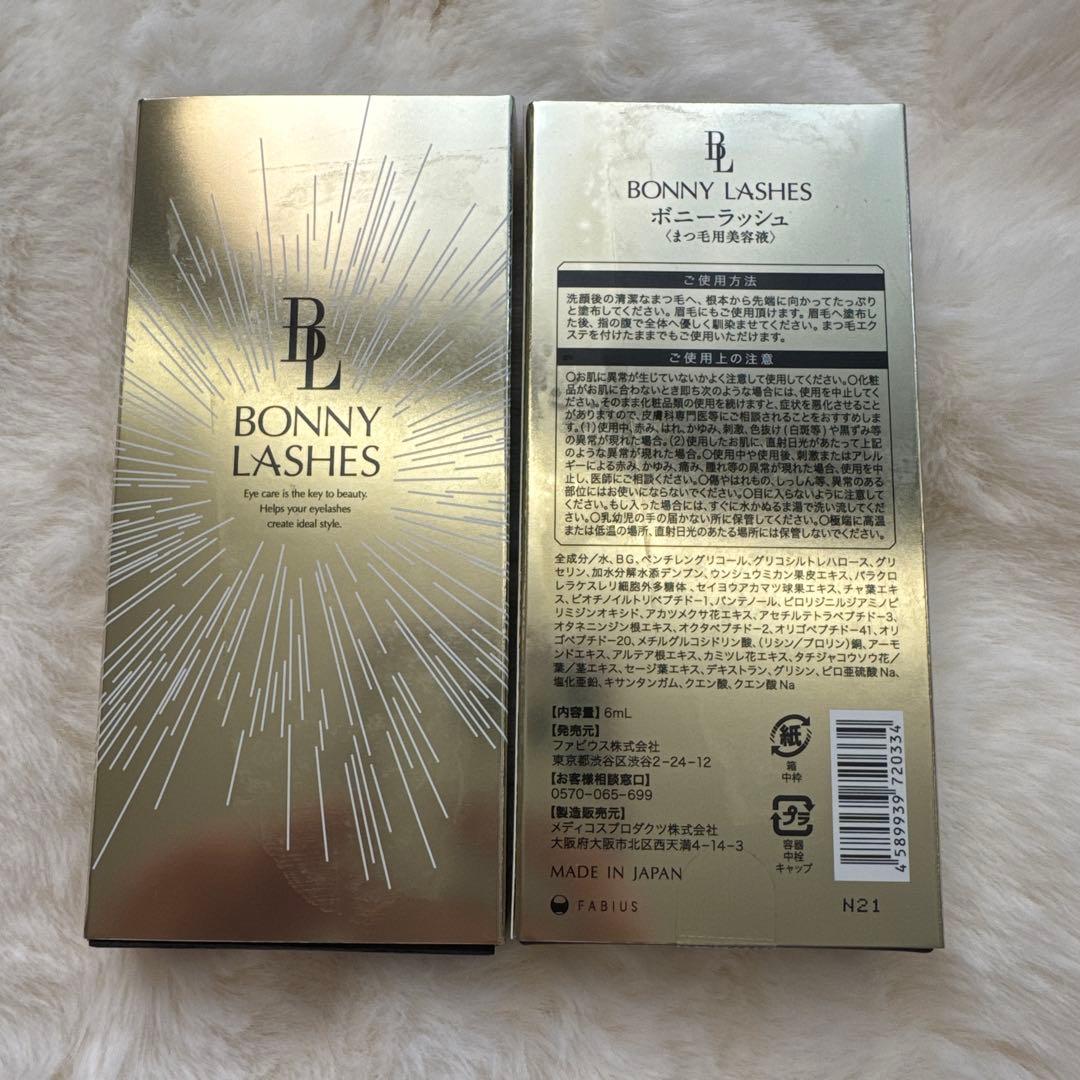 BL
BONNY
LASHES
Eye care is the key to beauty.
Helps your eyelashes
create ideal style.
BL
BONNY LASHES
ボニーラッシュ
〈まつ毛用美容液〉
ご使用方法
洗顔後の清潔なまつ毛へ、根本から先端に向かってたっぷり
と塗布してください。眉毛にもご使用頂けます。眉毛へ塗布し
た後、指の腹で全体へ優しく馴染ませてください。まつ毛エク
ステを付けたままでもご使用いただけます。
ご使用上の注意
○お肌に異常が生じていないかよく注意して使用してください。○化粧
品がお肌に合わないとき即ち次のような場合には、使用を中止してく
ださい。そのまま化粧品類の使用を続けますと、症状を悪化させること
がありますので、皮膚科専門医等にご相談されることをおすすめしま
す。(1)使用中、赤み、はれ、かゆみ、刺激、色抜け(白斑等)や黒ずみ等
の異常が現れた場合。(2)使用したお肌に、直射日光があたって上記
のような異常が現れた場合。○使用中や使用後、刺激またはアレル
ギーによる赤み、かゆみ、痛み、腫れ等の異常が現れた場合、使用を中
止し、医師にご相談ください。○傷やはれもの、しっしん等、異常のある
部位にはお使いにならないでください。○目に入らないように注意して
ください。もし入った場合には、すぐに水かぬるま湯で洗い流してくだ
さい。○乳幼児の手の届かない所に保管してください。○極端に高温
または低温の場所、直射日光のあたる場所には保管しないでください。
全成分/水、BG、ペンチレングリコール、グリコシルトレハロース、グリ
セリン、加水分解水添デンプン、ウンシュウミカン果皮エキス、パラクロ
レラケスレリ細胞外多糖体、セイヨウアカマツ球果エキス、チャ葉エキ
ス、ビオチノイルトリペプチド-1、パンテノール、ピロリジニルジアミノピ
リミジンオキシド、アカツメクサ花エキス、アセチルテトラペプチド-3、
オタネニンジン根エキス、オクタペプチド-2、オリゴペプチド-41、オリ
ゴペプチド-20、メチルグルコシドリン酸、(リシン/プロリン)銅、アーモ
ンドエキス、アルテア根エキス、カミツレ花エキス、タチジャコウソウ花/
葉/茎エキス、セージ葉エキス、デキストラン、グリシン、ピロ亜硫酸Na、
塩化亜鉛、キサンタンガム、クエン酸、クエン酸Na
【内容量】6mL
【発売元】
ファビウス株式会社
東京都渋谷区渋谷2-24-12
【お客様相談窓口】
0570-065-699
【製造販売元】
メディコスプロダクツ株式会社
大阪府大阪市北区西天満4-14-3
MADE IN JAPAN
FABIUS
紙
箱
中枠
プラ
容器
中栓
キャップ
4 589939 720334
N21